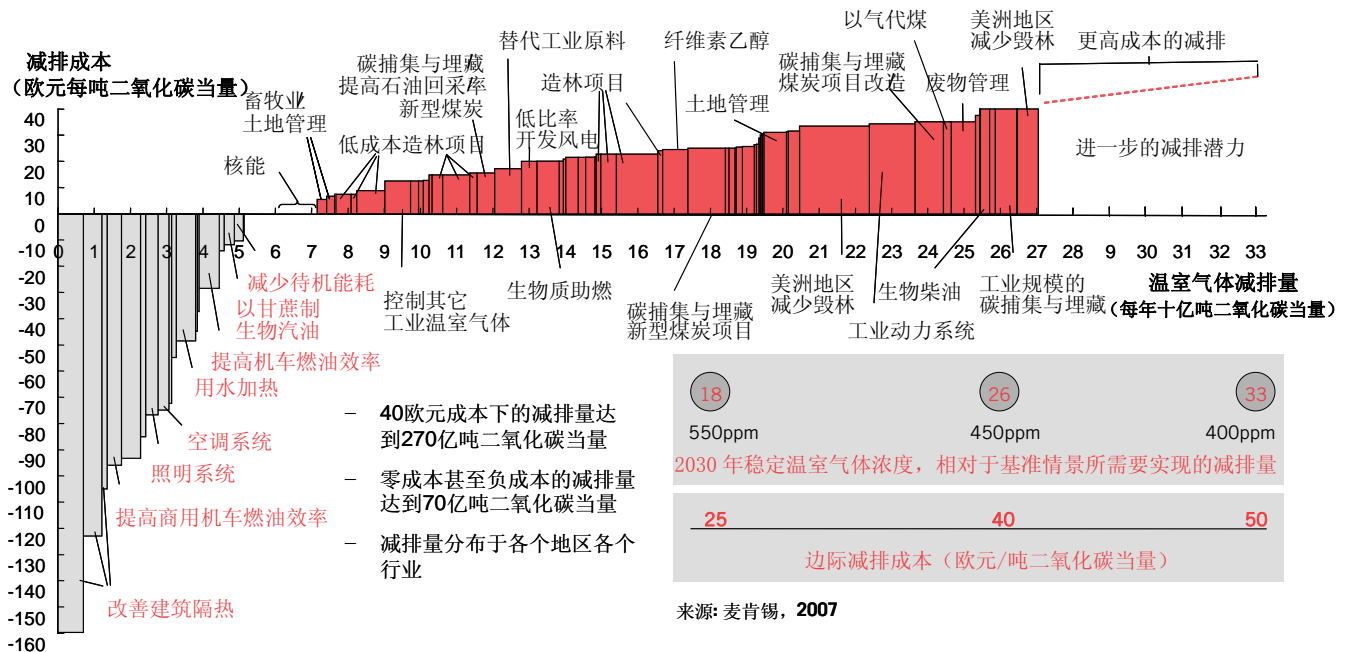 减排成本
（欧元每吨二氧化碳当量）
40
30
20
10
0
-10
-20
-30
-40
-50
-60
-70
-80
-90
-100
-110
-120
-130
-140
-150
-160
0 1 2 3 4 5 6 7 8 9 10 11 12 13 14 15 16 17 18 19 20 21 22 23 24 25 26 27 28 29 30 31 32 33
核能
畜牧业
土地管理
低成本造林项目
碳捕集与埋藏
提高石油回采率
新型煤炭
替代工业原料
低比率
开发风电
造林项目
纤维素乙醇
土地管理
碳捕集与埋藏
煤炭项目改造
以气代煤
废物管理
美洲地区
减少毁林
更高成本的减排
进一步的减排潜力
控制其它
工业温室气体
生物质助燃
碳捕集与埋藏
新型煤炭项目
美洲地区
减少毁林
工业动力系统
生物柴油
工业规模的
碳捕集与埋藏
温室气体减排量
（每年十亿吨二氧化碳当量）
减少待机能耗
以甘蔗制
生物汽油
提高机车燃油效率
用水加热
空调系统
照明系统
提高商用机车燃油效率
改善建筑隔热
– 40欧元成本下的减排量达
到270亿吨二氧化碳当量
– 零成本甚至负成本的减排量
达到70亿吨二氧化碳当量
– 减排量分布于各个地区各个
行业
18 26 33
550ppm 450ppm 400ppm
2030 年稳定温室气体浓度，相对于基准情景所需要实现的减排量
25 40 50
边际减排成本（欧元/吨二氧化碳当量）
来源: 麦肯锡，2007